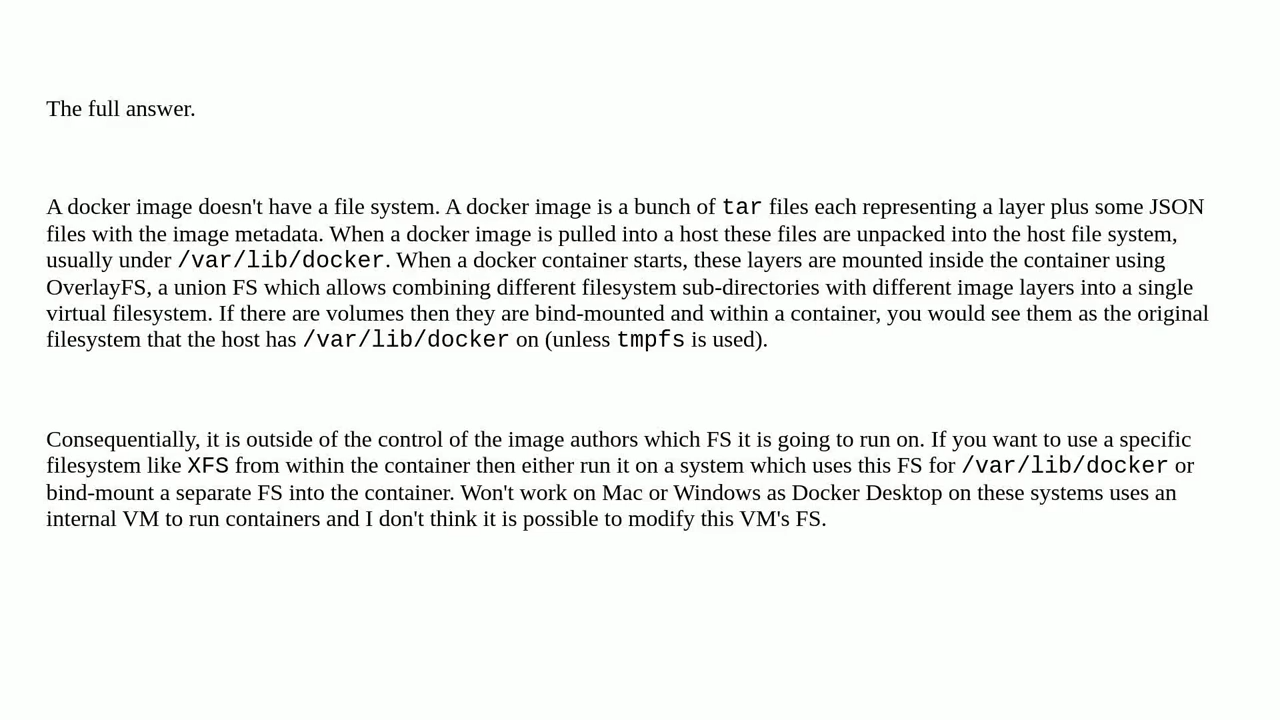 The full answer.
A docker image doesn't have a file system. A docker image is a bunch of tar files each representing a layer plus some JSON
files with the image metadata. When a docker image is pulled into a host these files are unpacked into the host file system,
usually under /var/lib/docker. When a docker container starts, these layers are mounted inside the container using
OverlayFS, a union FS which allows combining different filesystem sub-directories with different image layers into a single
virtual filesystem. If there are volumes then they are bind-mounted and within a container, you would see them as the original
filesystem that the host has /var/lib/docker on (unless tmpfs is used).
Consequentially, it is outside of the control of the image authors which FS it is going to run on. If you want to use a specific
filesystem like XFS from within the container then either run it on a system which uses this FS for /var/lib/docker or
bind-mount a separate FS into the container. Won't work on Mac or Windows as Docker Desktop on these systems uses an
internal VM to run containers and I don't think it is possible to modify this VM's FS.